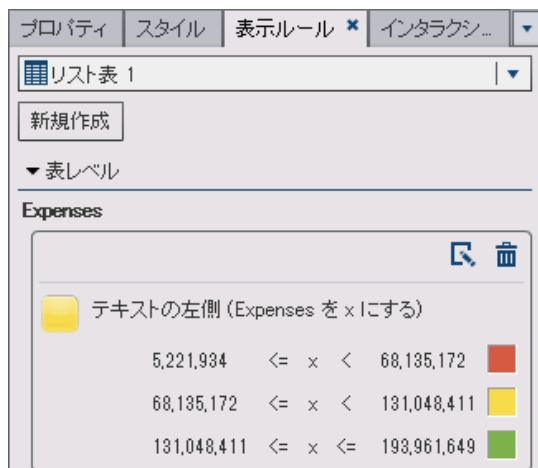 プロパティ スタイル 表示ルール × インタラクシ...
リスト表 1
新規作成
表レベル
Expenses
テキストの左側 (Expenses を x にする)
5,221,934 <= x < 68,135,172
68,135,172 <= x < 131,048,411
131,048,411 <= x <= 193,961,649